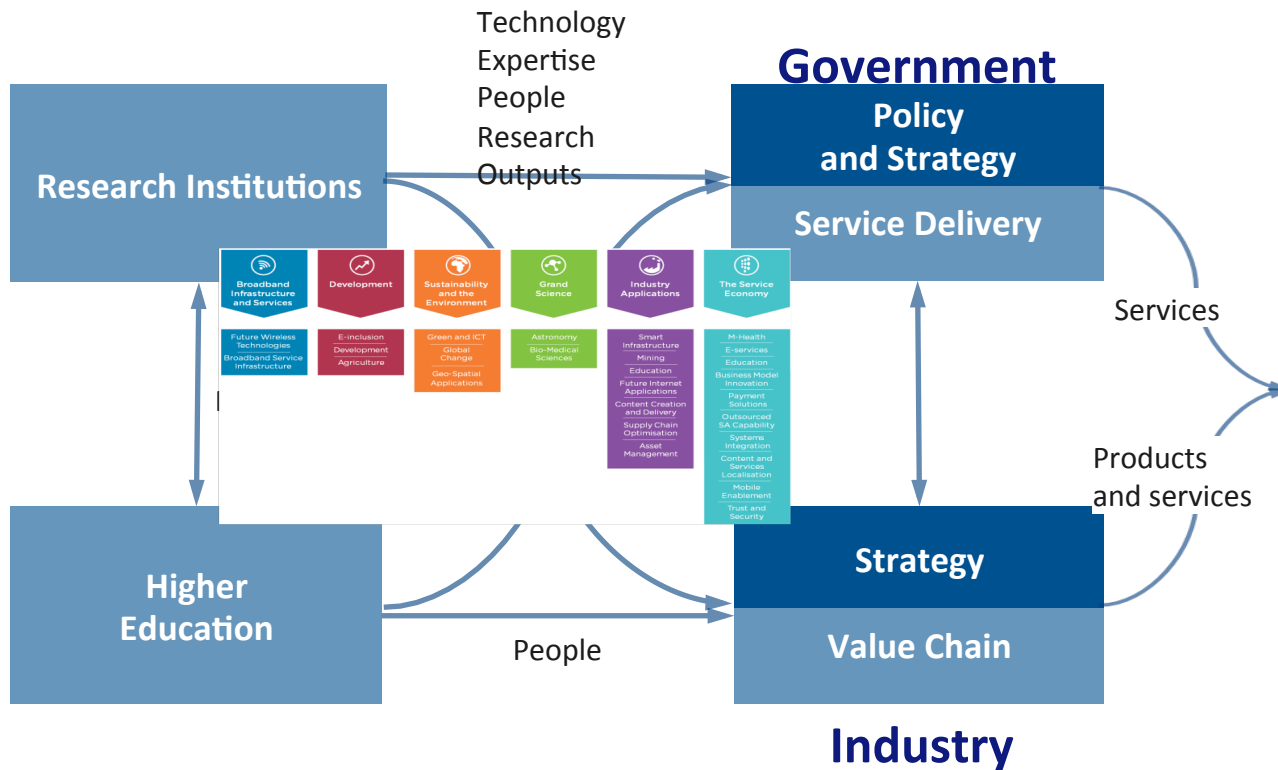 Technology
Expertise
People
Research
Outputs
Government
Policy
and Strategy
Service Delivery
Research Institutions
Services
Broadband
Infrastructure
and Services
Future Wireless
Technologies
Broadband Service
Infrastructure
Development
E-inclusion
Development
Agriculture
Sustainability
and the
Environment
Green and ICT
Global
Change
Geo-Spatial
Applications
Grand
Science
Astronomy
Bio-Medical
Sciences
Industry
Applications
Smart
Infrastructure
Mining
Education
Future Internet
Applications
Content Creation
and Delivery
Supply Chain
Optimisation
Asset
Management
The Service
Economy
M-Health
E-services
Education
Business Model
Innovation
Payment
Solutions
Outsourced
SA Capability
Systems
Integration
Content and
Services
Localisation
Mobile
Enablement
Trust and
Security
Products
and services
Higher
Education
People
Strategy
Value Chain
Industry